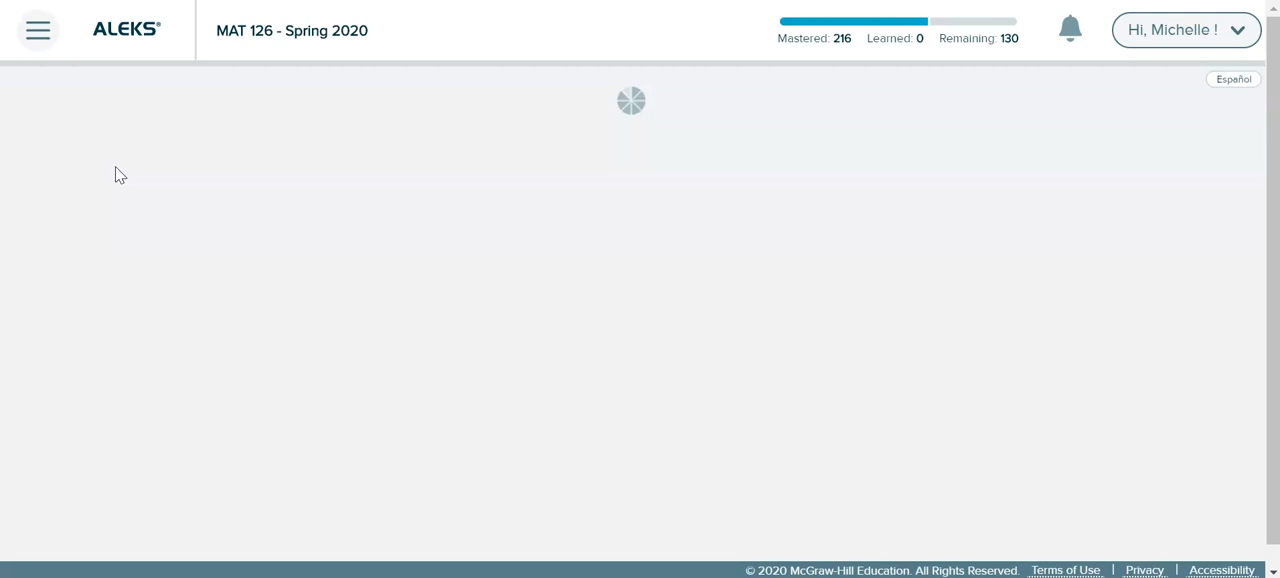 ALEKS®
MAT 126 - Spring 2020
Mastered: 216 Learned: 0 Remaining: 130
Hi, Michelle !
Español
© 2020 McGraw-Hill Education. All Rights Reserved. Terms of Use | Privacy | Accessibility